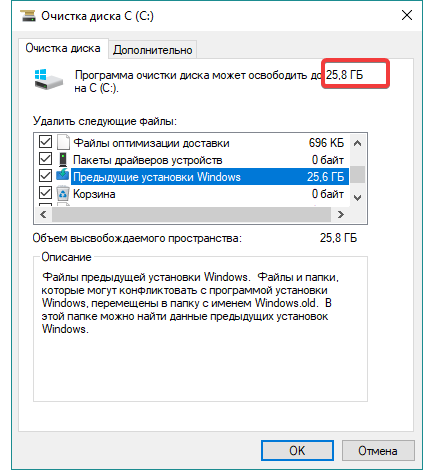 Очистка диска С (C:)
Очистка диска
Дополнительно
Программа очистки диска может освободить до 25,8 ГБ
на C (C:).
Удалить следующие файлы:
Файлы оптимизации доставки 696 КБ
Пакеты драйверов устройств 0 байт
Предыдущие установки Windows 25,6 ГБ
Корзина 0 байт
Объем высвобождаемого пространства: 25,8 ГБ
Описание
Файлы предыдущей установки Windows. Файлы и папки,
которые могут конфликтовать с программой установки
Windows, перемещены в папку с именем Windows.old. В
этой папке можно найти данные предыдущих установок
Windows.
OK
Отмена